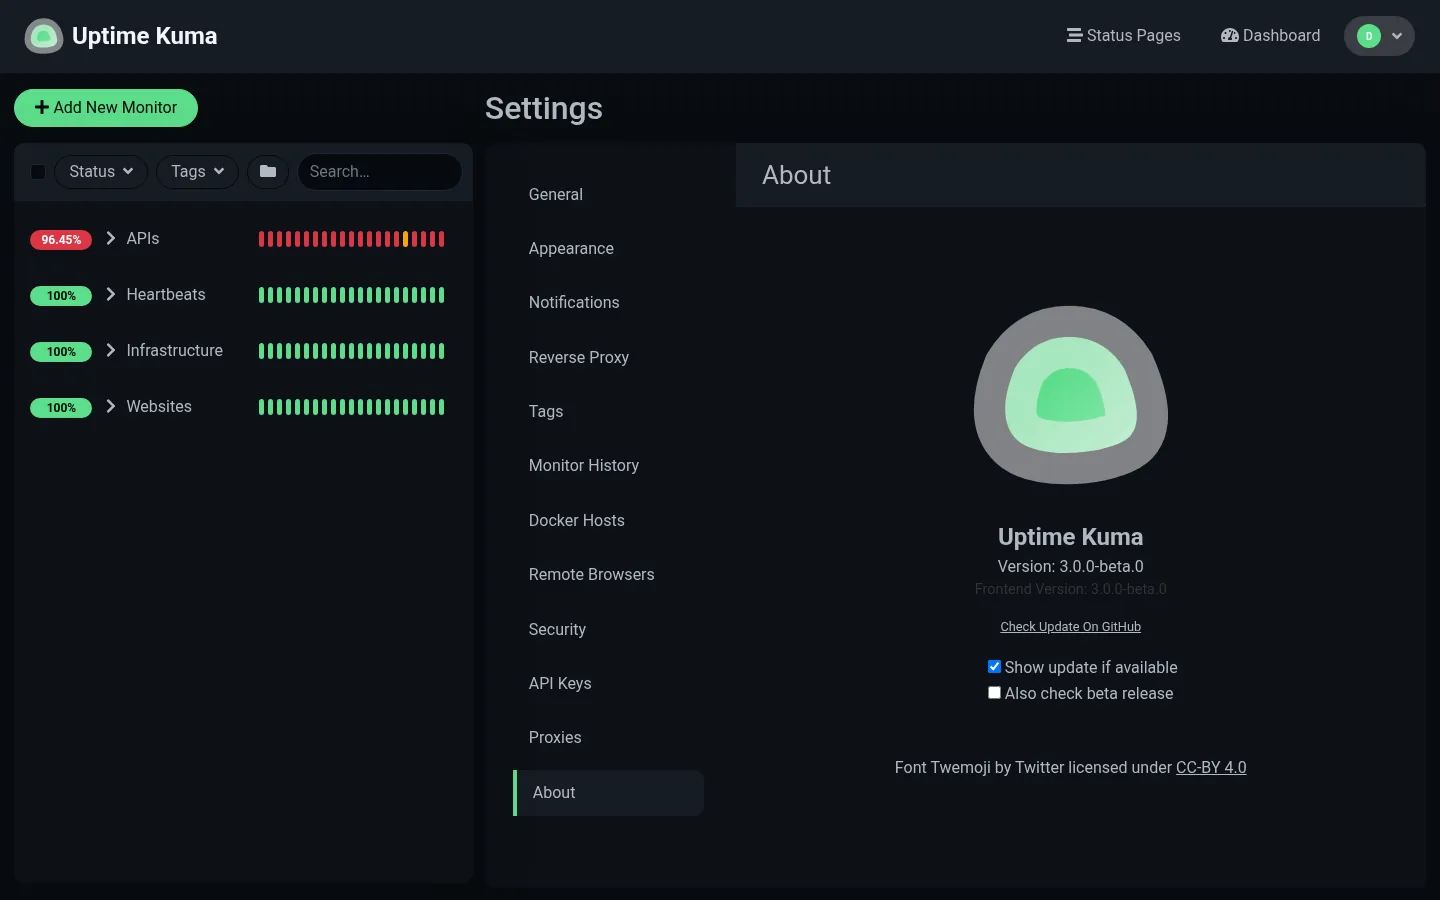 Uptime Kuma
Status Pages
Dashboard
D
Add New Monitor
Status
Tags
Search...
96.45%
APIs
100%
Heartbeats
100%
Infrastructure
100%
Websites
Settings
General
Appearance
Notifications
Reverse Proxy
Tags
Monitor History
Docker Hosts
Remote Browsers
Security
API Keys
Proxies
About
About
Uptime Kuma
Version: 3.0.0-beta.0
Frontend Version: 3.0.0-beta.0
Check Update On GitHub
Show update if available
Also check beta release
Font Twemoji by Twitter licensed under CC-BY 4.0